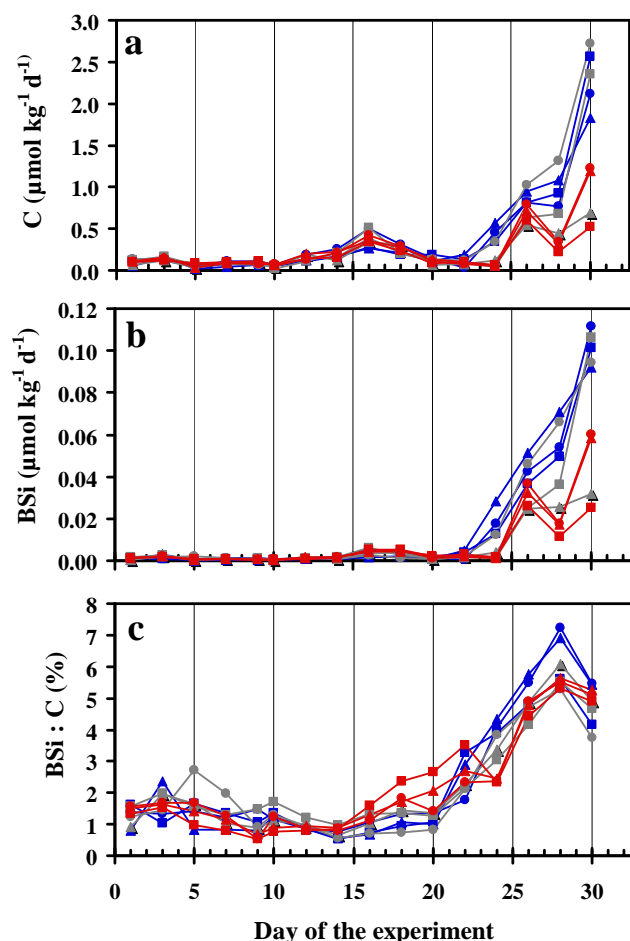 a
3.0
2.5
2.0
1.5
1.0
0.5
0.0
C (µmol kg⁻¹ d⁻¹)
b
0.12
0.10
0.08
0.06
0.04
0.02
0.00
BSi (µmol kg⁻¹ d⁻¹)
c
8
7
6
5
4
3
2
1
0
BSi : C (%)
0 5 10 15 20 25 30
Day of the experiment